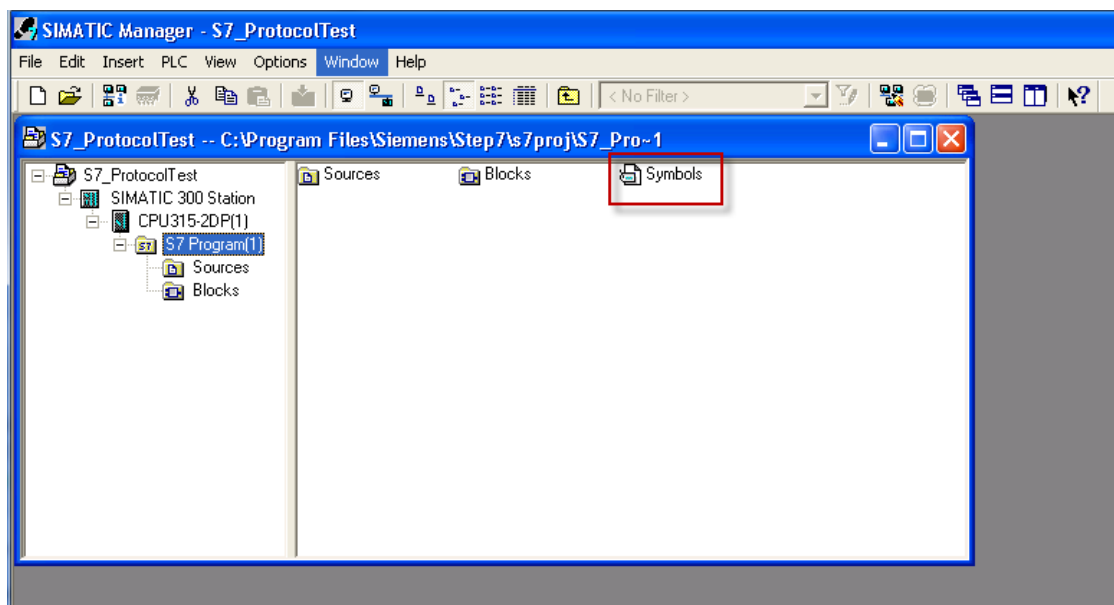 SIMATIC Manager - S7_ProtocolTest
File Edit Insert PLC View Options Window Help
< No Filter >
S7_ProtocolTest -- C:\Program Files\Siemens\Step7\s7proj\S7_Pro~1
S7_ProtocolTest
SIMATIC 300 Station
CPU315-2DP(1)
S7 Program(1)
Sources
Blocks
Sources Blocks Symbols